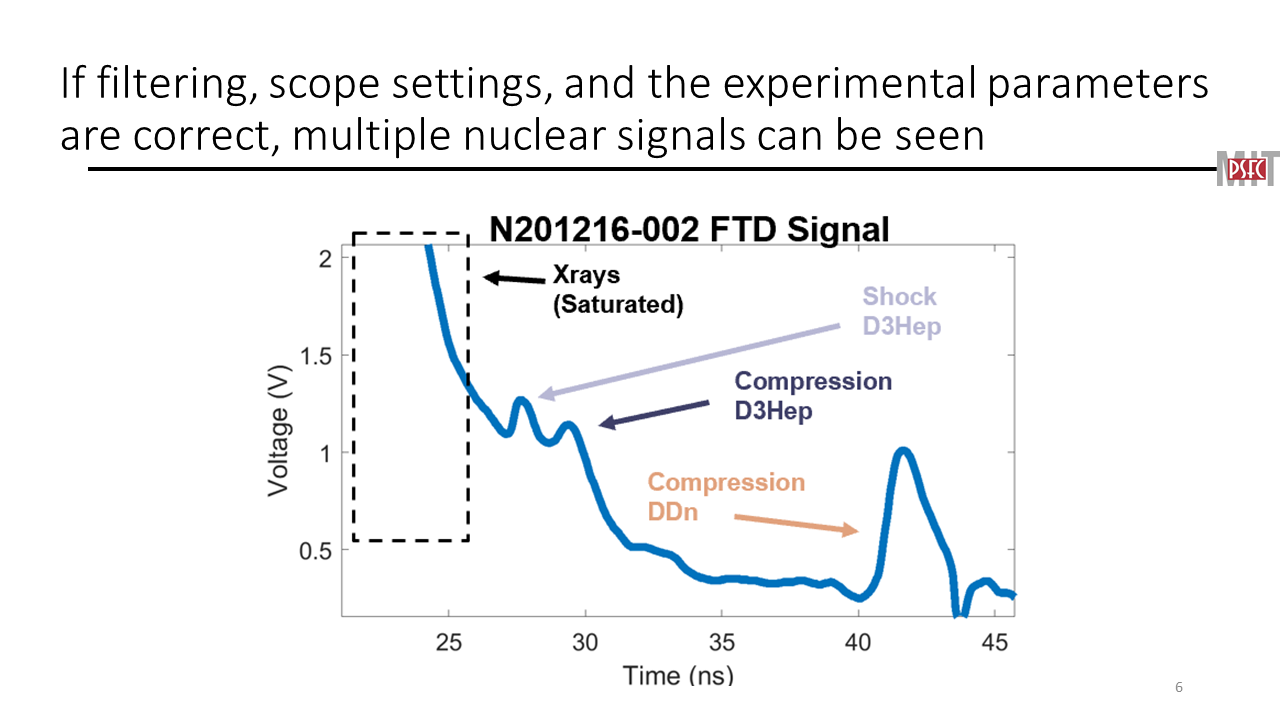 If filtering, scope settings, and the experimental parameters
are correct, multiple nuclear signals can be seen
MIT
PSFC
N201216-002 FTD Signal
Xrays
(Saturated)
Shock
D3Hep
Compression
D3Hep
Compression
DDn
Voltage (V)
2
1.5
1
0.5
25 30 35 40 45
Time (ns)
6